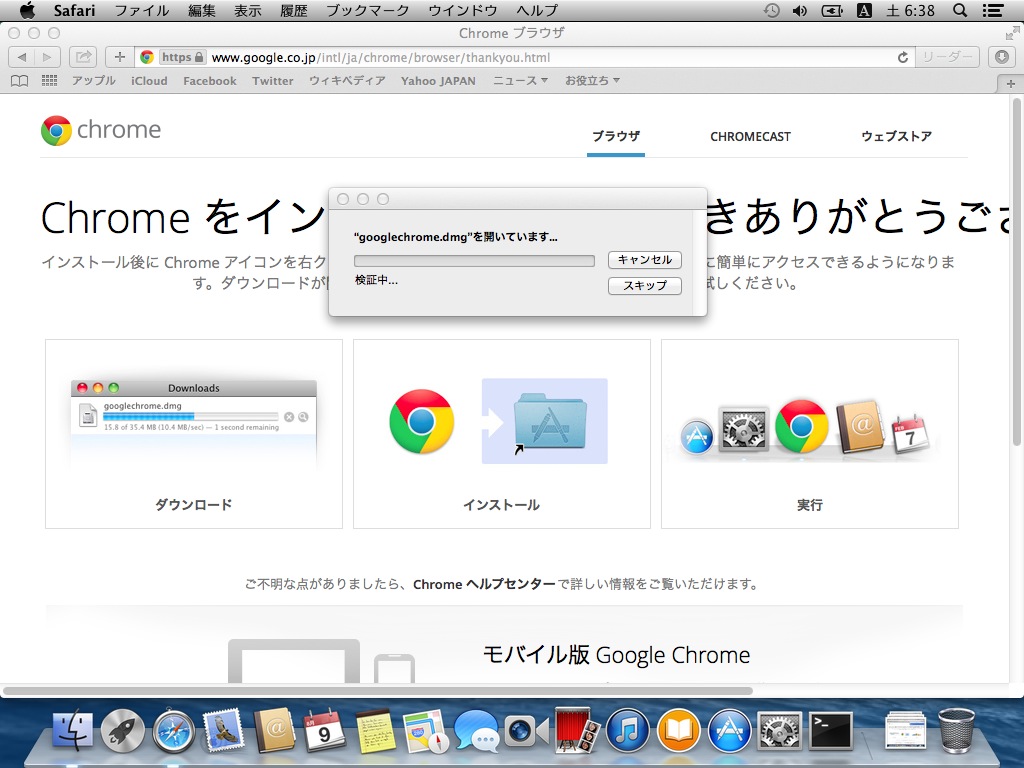 Safari ファイル 編集 表示 履歴 ブックマーク ウインドウ ヘルプ A 土 6:38
Chrome ブラウザ
https www.google.co.jp/intl/ja/chrome/browser/thankyou.html リーダー
アップル iCloud Facebook Twitter ウィキペディア Yahoo JAPAN ニュース お役立ち
chrome
ブラウザ CHROMECAST ウェブストア
Chrome をイン きありがとうござ
インストール後に Chrome アイコンを右ク に簡単にアクセスできるようになりま
す。ダウンロードが 試しください。
“googlechrome.dmg”を開いています...
キャンセル
検証中...
スキップ
Downloads
googlechrome.dmg
15.8 of 35.4 MB (10.4 MB/sec) — 1 second remaining
FEB
7
ダウンロード インストール 実行
ご不明な点がありましたら、Chrome ヘルプセンターで詳しい情報をご覧いただけます。
モバイル版 Google Chrome
8月
9